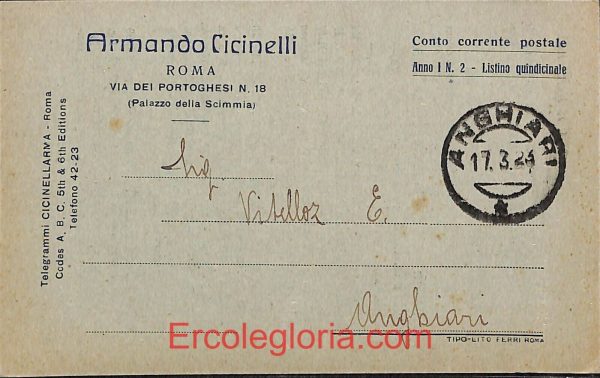 Armando Cicinelli
ROMA
VIA DEI PORTOGHESI N. 18
(Palazzo della Scimmia)
Conto corrente postale
Anno I N. 2 - Listino quindicinale
Telegrammi CICINELLARMA - Roma
Codes A. B. C. 5th & 6th Editions
Telefono 42-23
ANGHIARI
17.3.24
Sig.
Vitelloz E.
Anghiari
Ercolegloria.com
TIPO-LITO FERRI ROMA